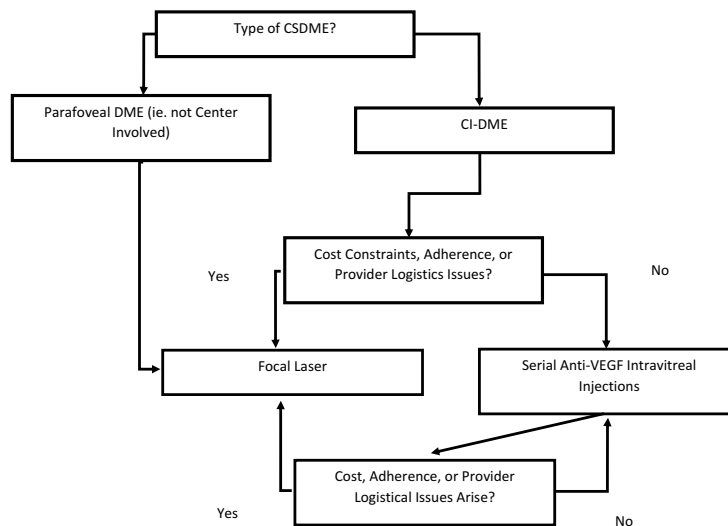 Type of CSDME?
Parafoveal DME (ie. not Center
Involved)
CI-DME
Cost Constraints, Adherence, or
Provider Logistics Issues?
Yes
No
Focal Laser
Serial Anti-VEGF Intravitreal
Injections
Cost, Adherence, or Provider
Logistical Issues Arise?
Yes
No